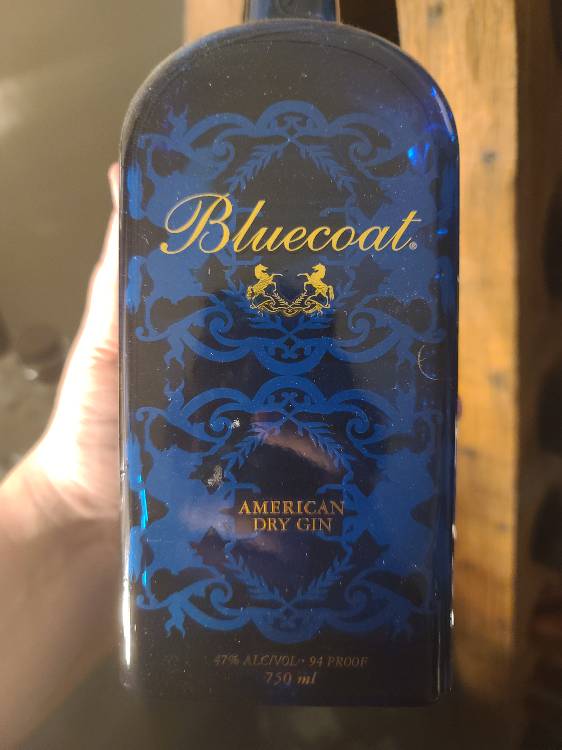 Bluecoat®
AMERICAN
DRY GIN
47% ALC/VOL · 94 PROOF
750 ml